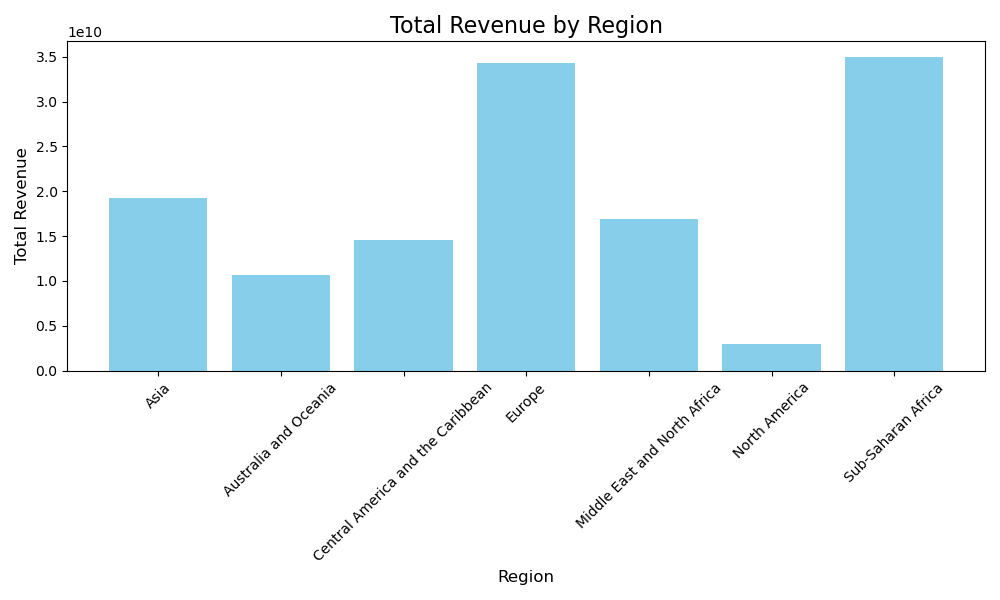 Total Revenue by Region
1e10
3.5
3.0
2.5
2.0
1.5
1.0
0.5
0.0
Total Revenue
Asia
Australia and Oceania
Central America and the Caribbean
Europe
Middle East and North Africa
North America
Sub-Saharan Africa
Region